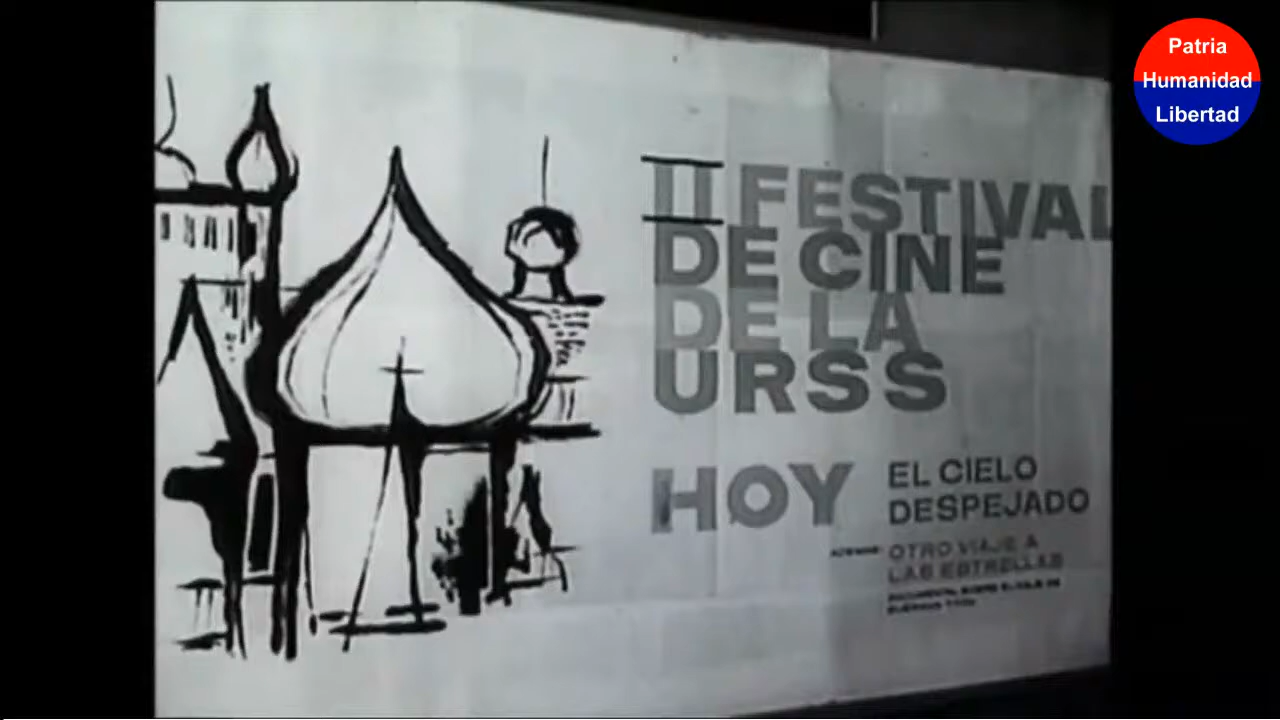 Patria
Humanidad
Libertad
II FESTIVAL
DE CINE
DE LA
URSS
HOY
EL CIELO
DESPEJADO
OTRO VIAJE A
LAS ESTRELLAS